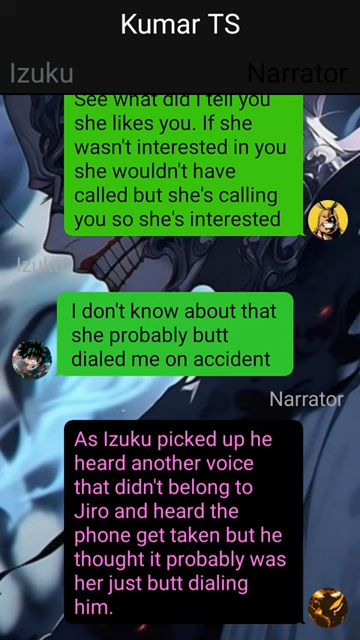 Kumar TS
Izuku
Narrator
See what did I tell you
she likes you. If she
wasn't interested in you
she wouldn't have
called but she's calling
you so she's interested
Izuku
I don't know about that
she probably butt
dialed me on accident
Narrator
As Izuku picked up he
heard another voice
that didn't belong to
Jiro and heard the
phone get taken but he
thought it probably was
her just butt dialing
him.